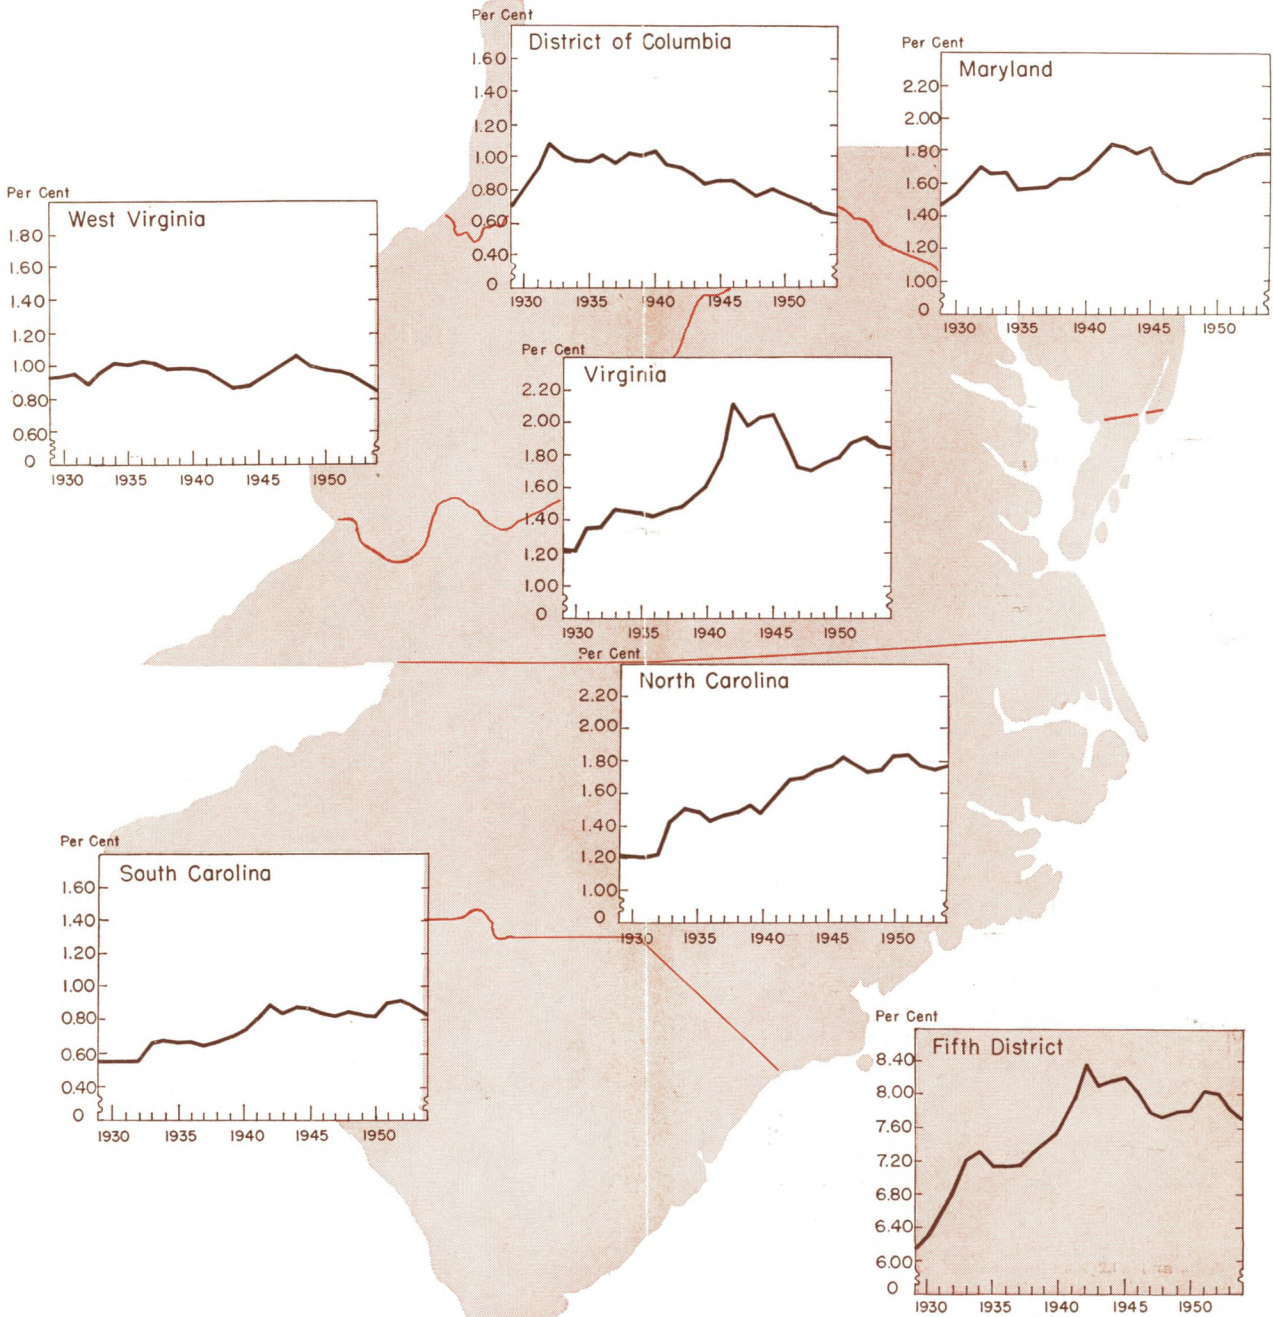 Per Cent
District of Columbia
1.60
1.40
1.20
1.00
0.80
0.60
0.40
0
1930 1935 1940 1945 1950
Per Cent
Maryland
2.20
2.00
1.80
1.60
1.40
1.20
1.00
0
1930 1935 1940 1945 1950
Per Cent
West Virginia
1.80
1.60
1.40
1.20
1.00
0.80
0.60
0
1930 1935 1940 1945 1950
Per Cent
Virginia
2.20
2.00
1.80
1.60
1.40
1.20
1.00
0
1930 1935 1940 1945 1950
Per Cent
North Carolina
2.20
2.00
1.80
1.60
1.40
1.20
1.00
0
1930 1935 1940 1945 1950
Per Cent
South Carolina
1.60
1.40
1.20
1.00
0.80
0.60
0.40
0
1930 1935 1940 1945 1950
Per Cent
Fifth District
8.40
8.00
7.60
7.20
6.80
6.40
6.00
0
1930 1935 1940 1945 1950